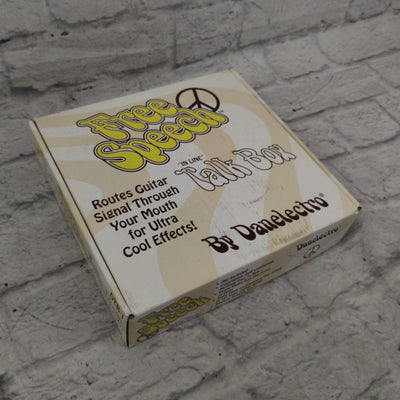 Free
Speech™
"IN LINE"
Talk Box
Routes Guitar
Signal Through
Your Mouth
for Ultra
Cool Effects!
By Danelectro®
Free
Speech
Danelectro